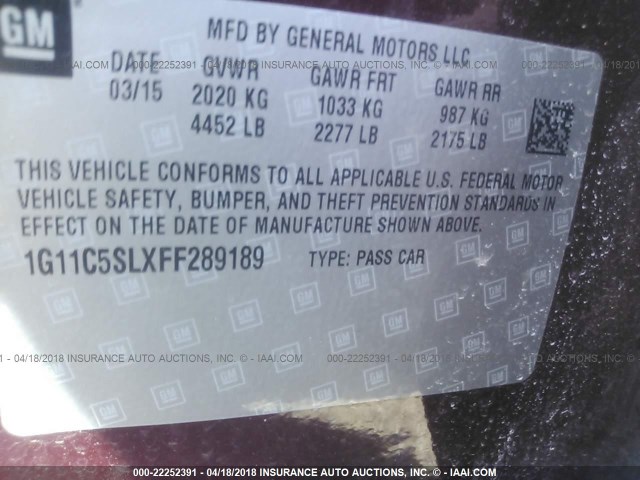 GM
MFD BY GENERAL MOTORS LLC
DATE GVWR GAWR FRT GAWR RR
03/15 2020 KG 1033 KG 987 KG
4452 LB 2277 LB 2175 LB
THIS VEHICLE CONFORMS TO ALL APPLICABLE U.S. FEDERAL MOTOR
VEHICLE SAFETY, BUMPER, AND THEFT PREVENTION STANDARDS IN
EFFECT ON THE DATE OF MANUFACTURE SHOWN ABOVE.
1G11C5SLXFF289189 TYPE: PASS CAR
000-22252391 - 04/18/2018 INSURANCE AUTO AUCTIONS, INC. © - IAAI.COM